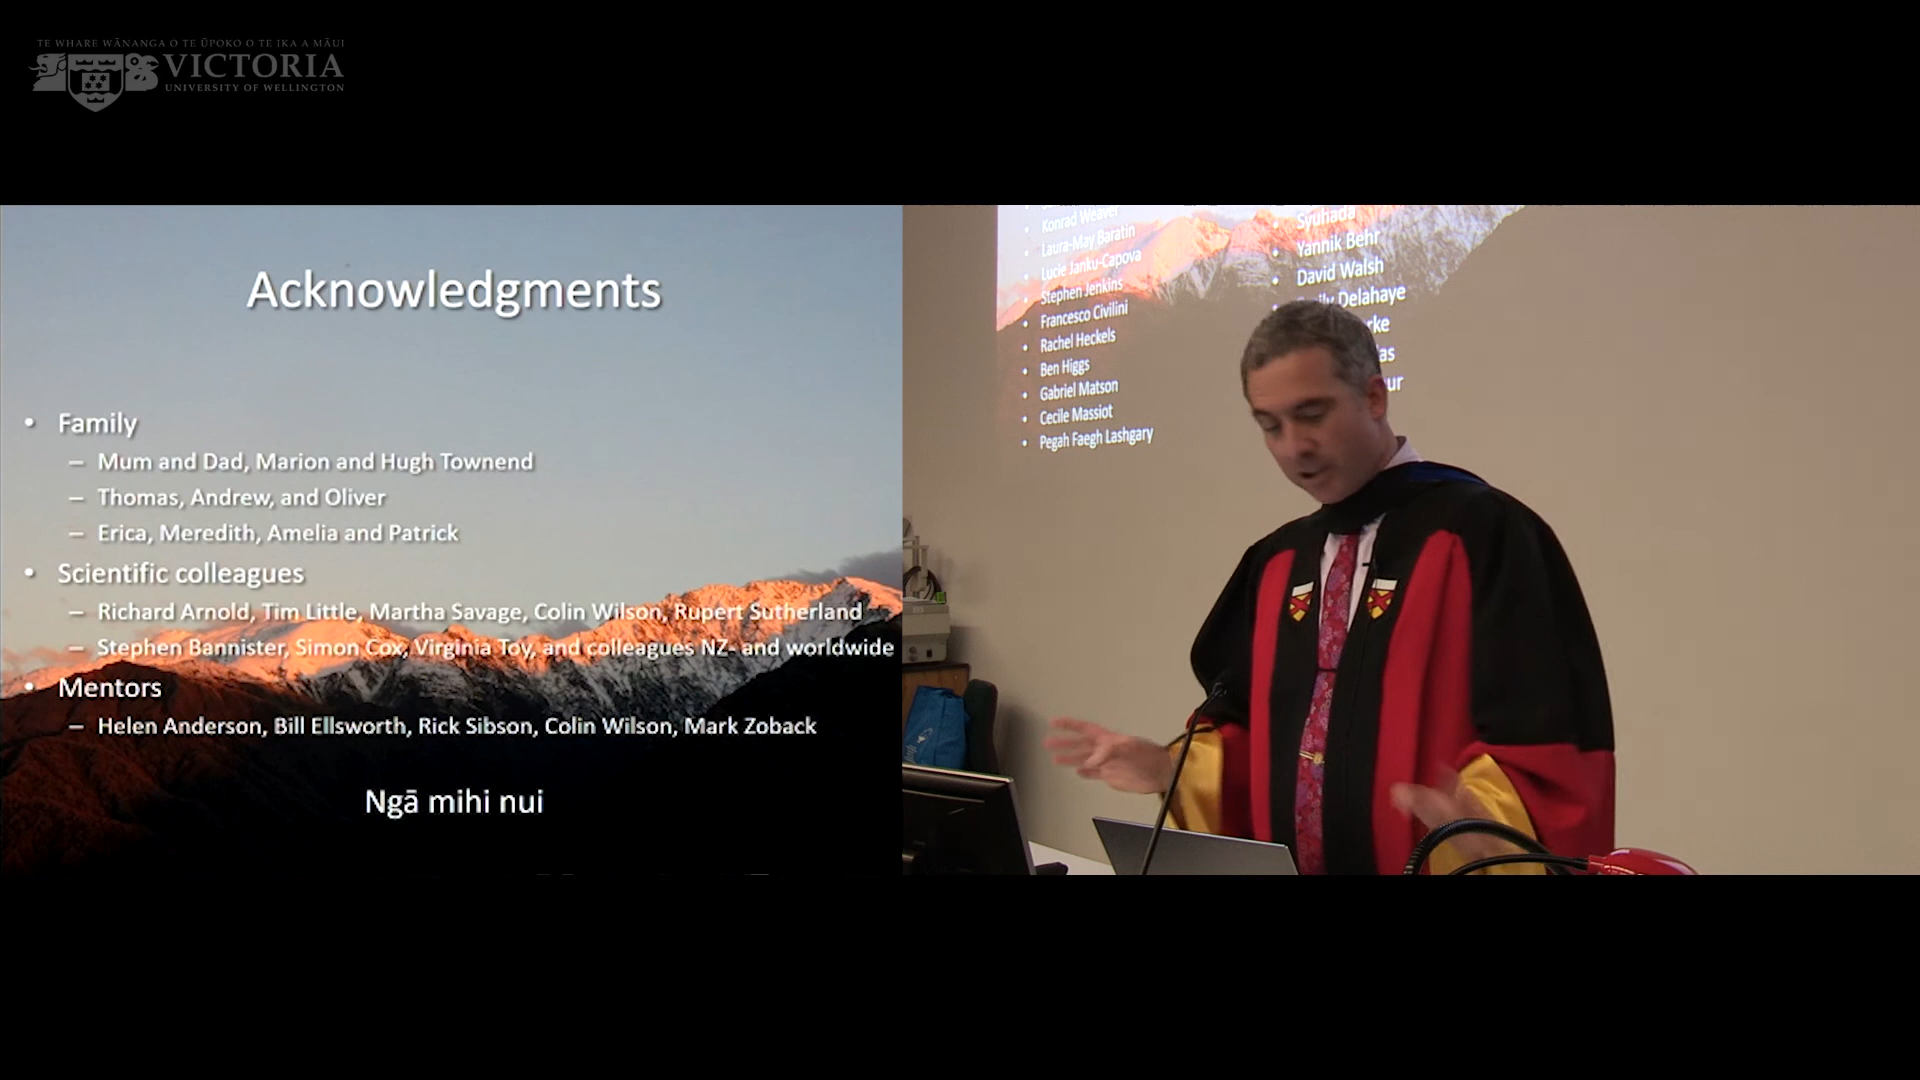 TE WHARE WĀNANGA O TE ŪPOKO O TE IKA A MĀUI
VICTORIA
UNIVERSITY OF WELLINGTON
Acknowledgments
• Family
– Mum and Dad, Marion and Hugh Townend
– Thomas, Andrew, and Oliver
– Erica, Meredith, Amelia and Patrick
• Scientific colleagues
– Richard Arnold, Tim Little, Martha Savage, Colin Wilson, Rupert Sutherland
– Stephen Bannister, Simon Cox, Virginia Toy, and colleagues NZ- and worldwide
• Mentors
– Helen Anderson, Bill Ellsworth, Rick Sibson, Colin Wilson, Mark Zoback
Ngā mihi nui
• Konrad Weaver
• Laura-May Baratin
• Lucie Janku-Capova
• Stephen Jenkins
• Francesco Civilini
• Rachel Heckels
• Ben Higgs
• Gabriel Matson
• Cecile Massiot
• Pegah Faegh Lashgary
• Syuhada
• Yannik Behr
• David Walsh
Delahaye